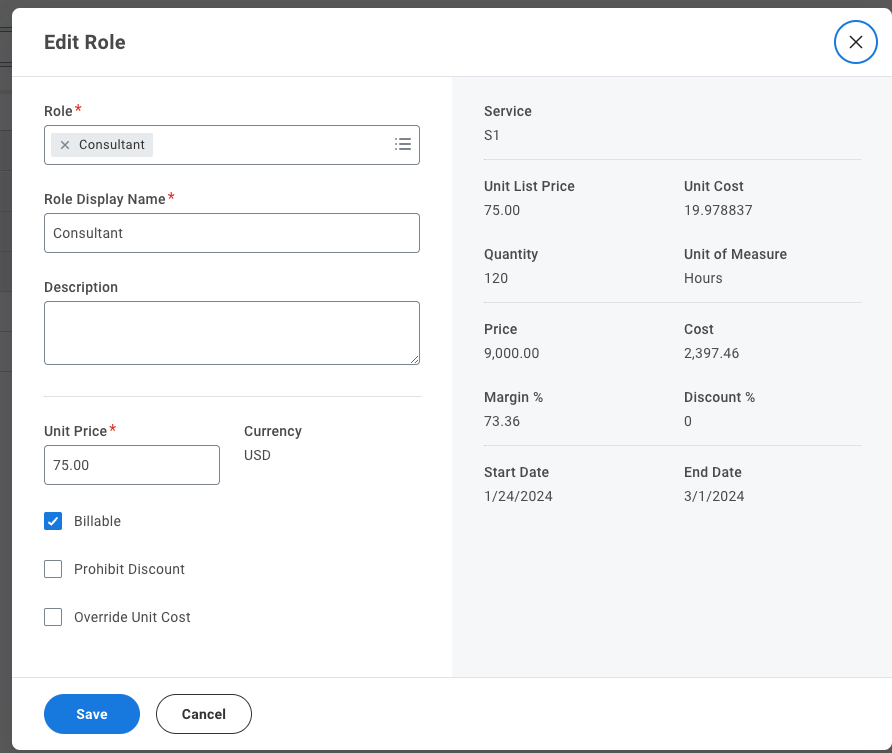 Edit Role
Role*
Consultant
Role Display Name*
Consultant
Description
Unit Price*
Currency
75.00
USD
Billable
Prohibit Discount
Override Unit Cost
Service
S1
Unit List Price
Unit Cost
75.00
19.978837
Quantity
Unit of Measure
120
Hours
Price
Cost
9,000.00
2,397.46
Margin %
Discount %
73.36
0
Start Date
End Date
1/24/2024
3/1/2024
Save
Cancel